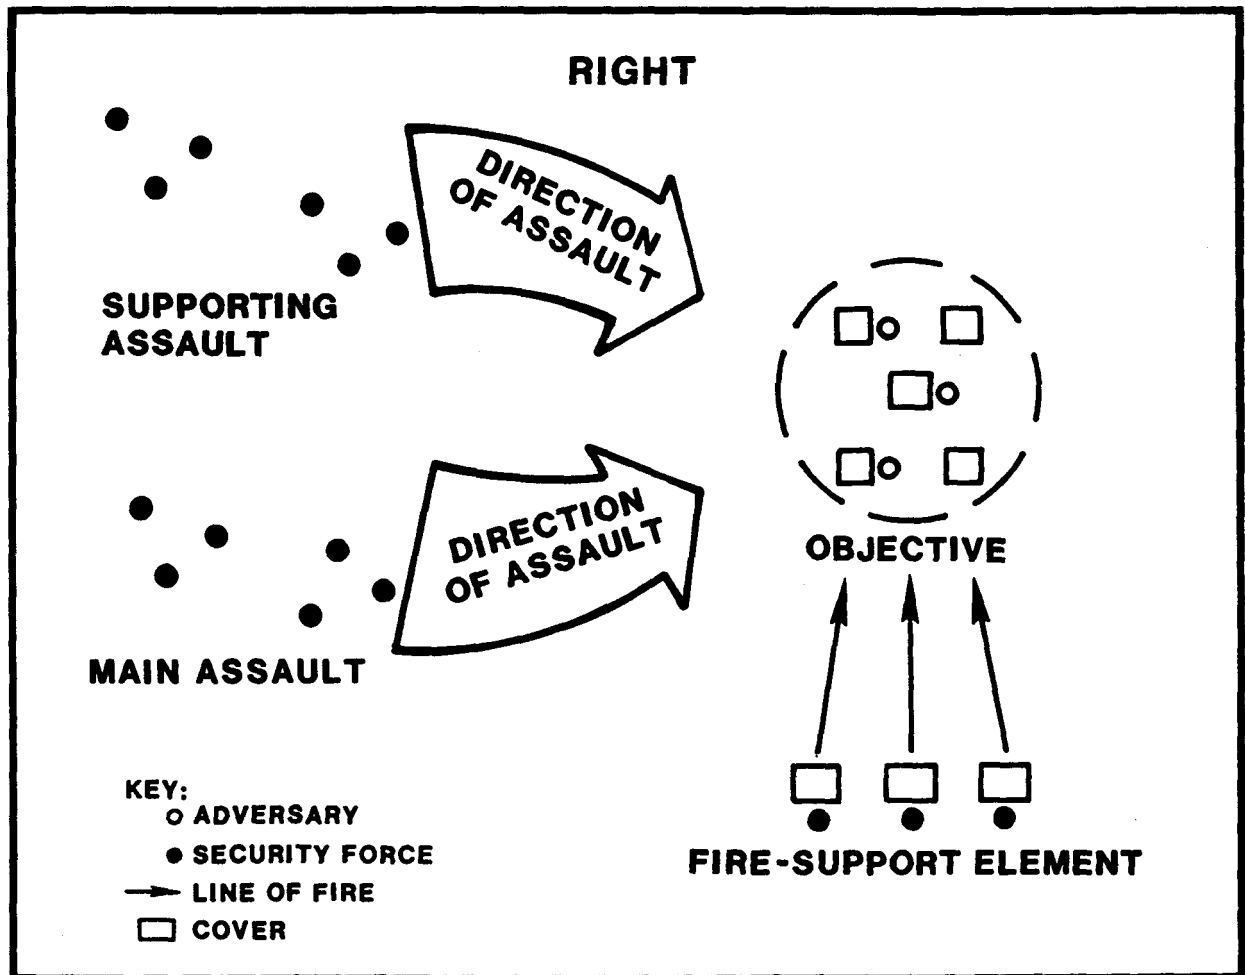 RIGHT
DIRECTION
OF ASSAULT
SUPPORTING
ASSAULT
DIRECTION
OF ASSAULT
OBJECTIVE
MAIN ASSAULT
KEY:
ADVERSARY
SECURITY FORCE
LINE OF FIRE
COVER
FIRE-SUPPORT ELEMENT